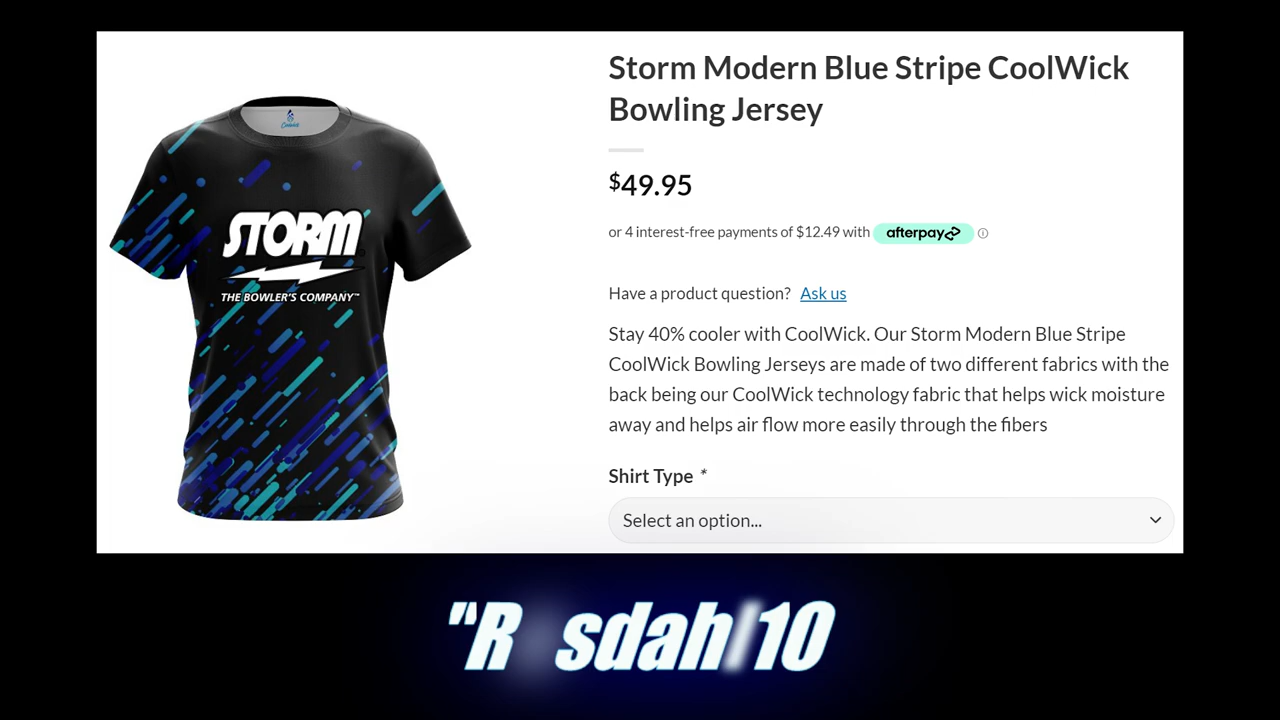 Storm Modern Blue Stripe CoolWick
Bowling Jersey
$49.95
or 4 interest-free payments of $12.49 with afterpay
Have a product question? Ask us
Stay 40% cooler with CoolWick. Our Storm Modern Blue Stripe
CoolWick Bowling Jerseys are made of two different fabrics with the
back being our CoolWick technology fabric that helps wick moisture
away and helps air flow more easily through the fibers
Shirt Type *
Select an option...
STORM
THE BOWLER'S COMPANY™